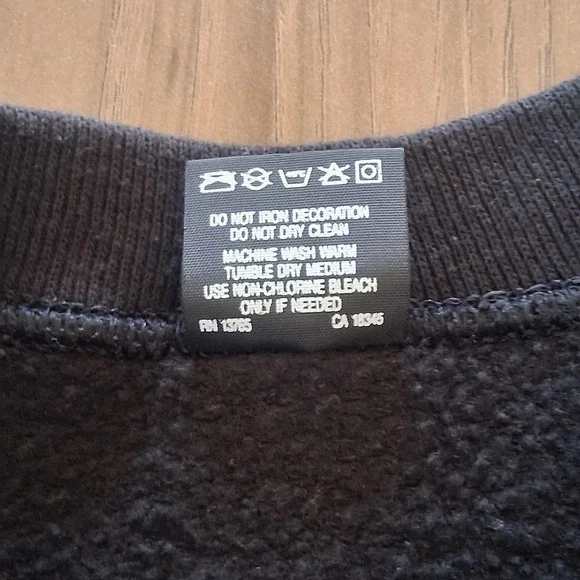 DO NOT IRON DECORATION
DO NOT DRY CLEAN
MACHINE WASH WARM
TUMBLE DRY MEDIUM
USE NON-CHLORINE BLEACH
ONLY IF NEEDED
RN 13765 CA 18345